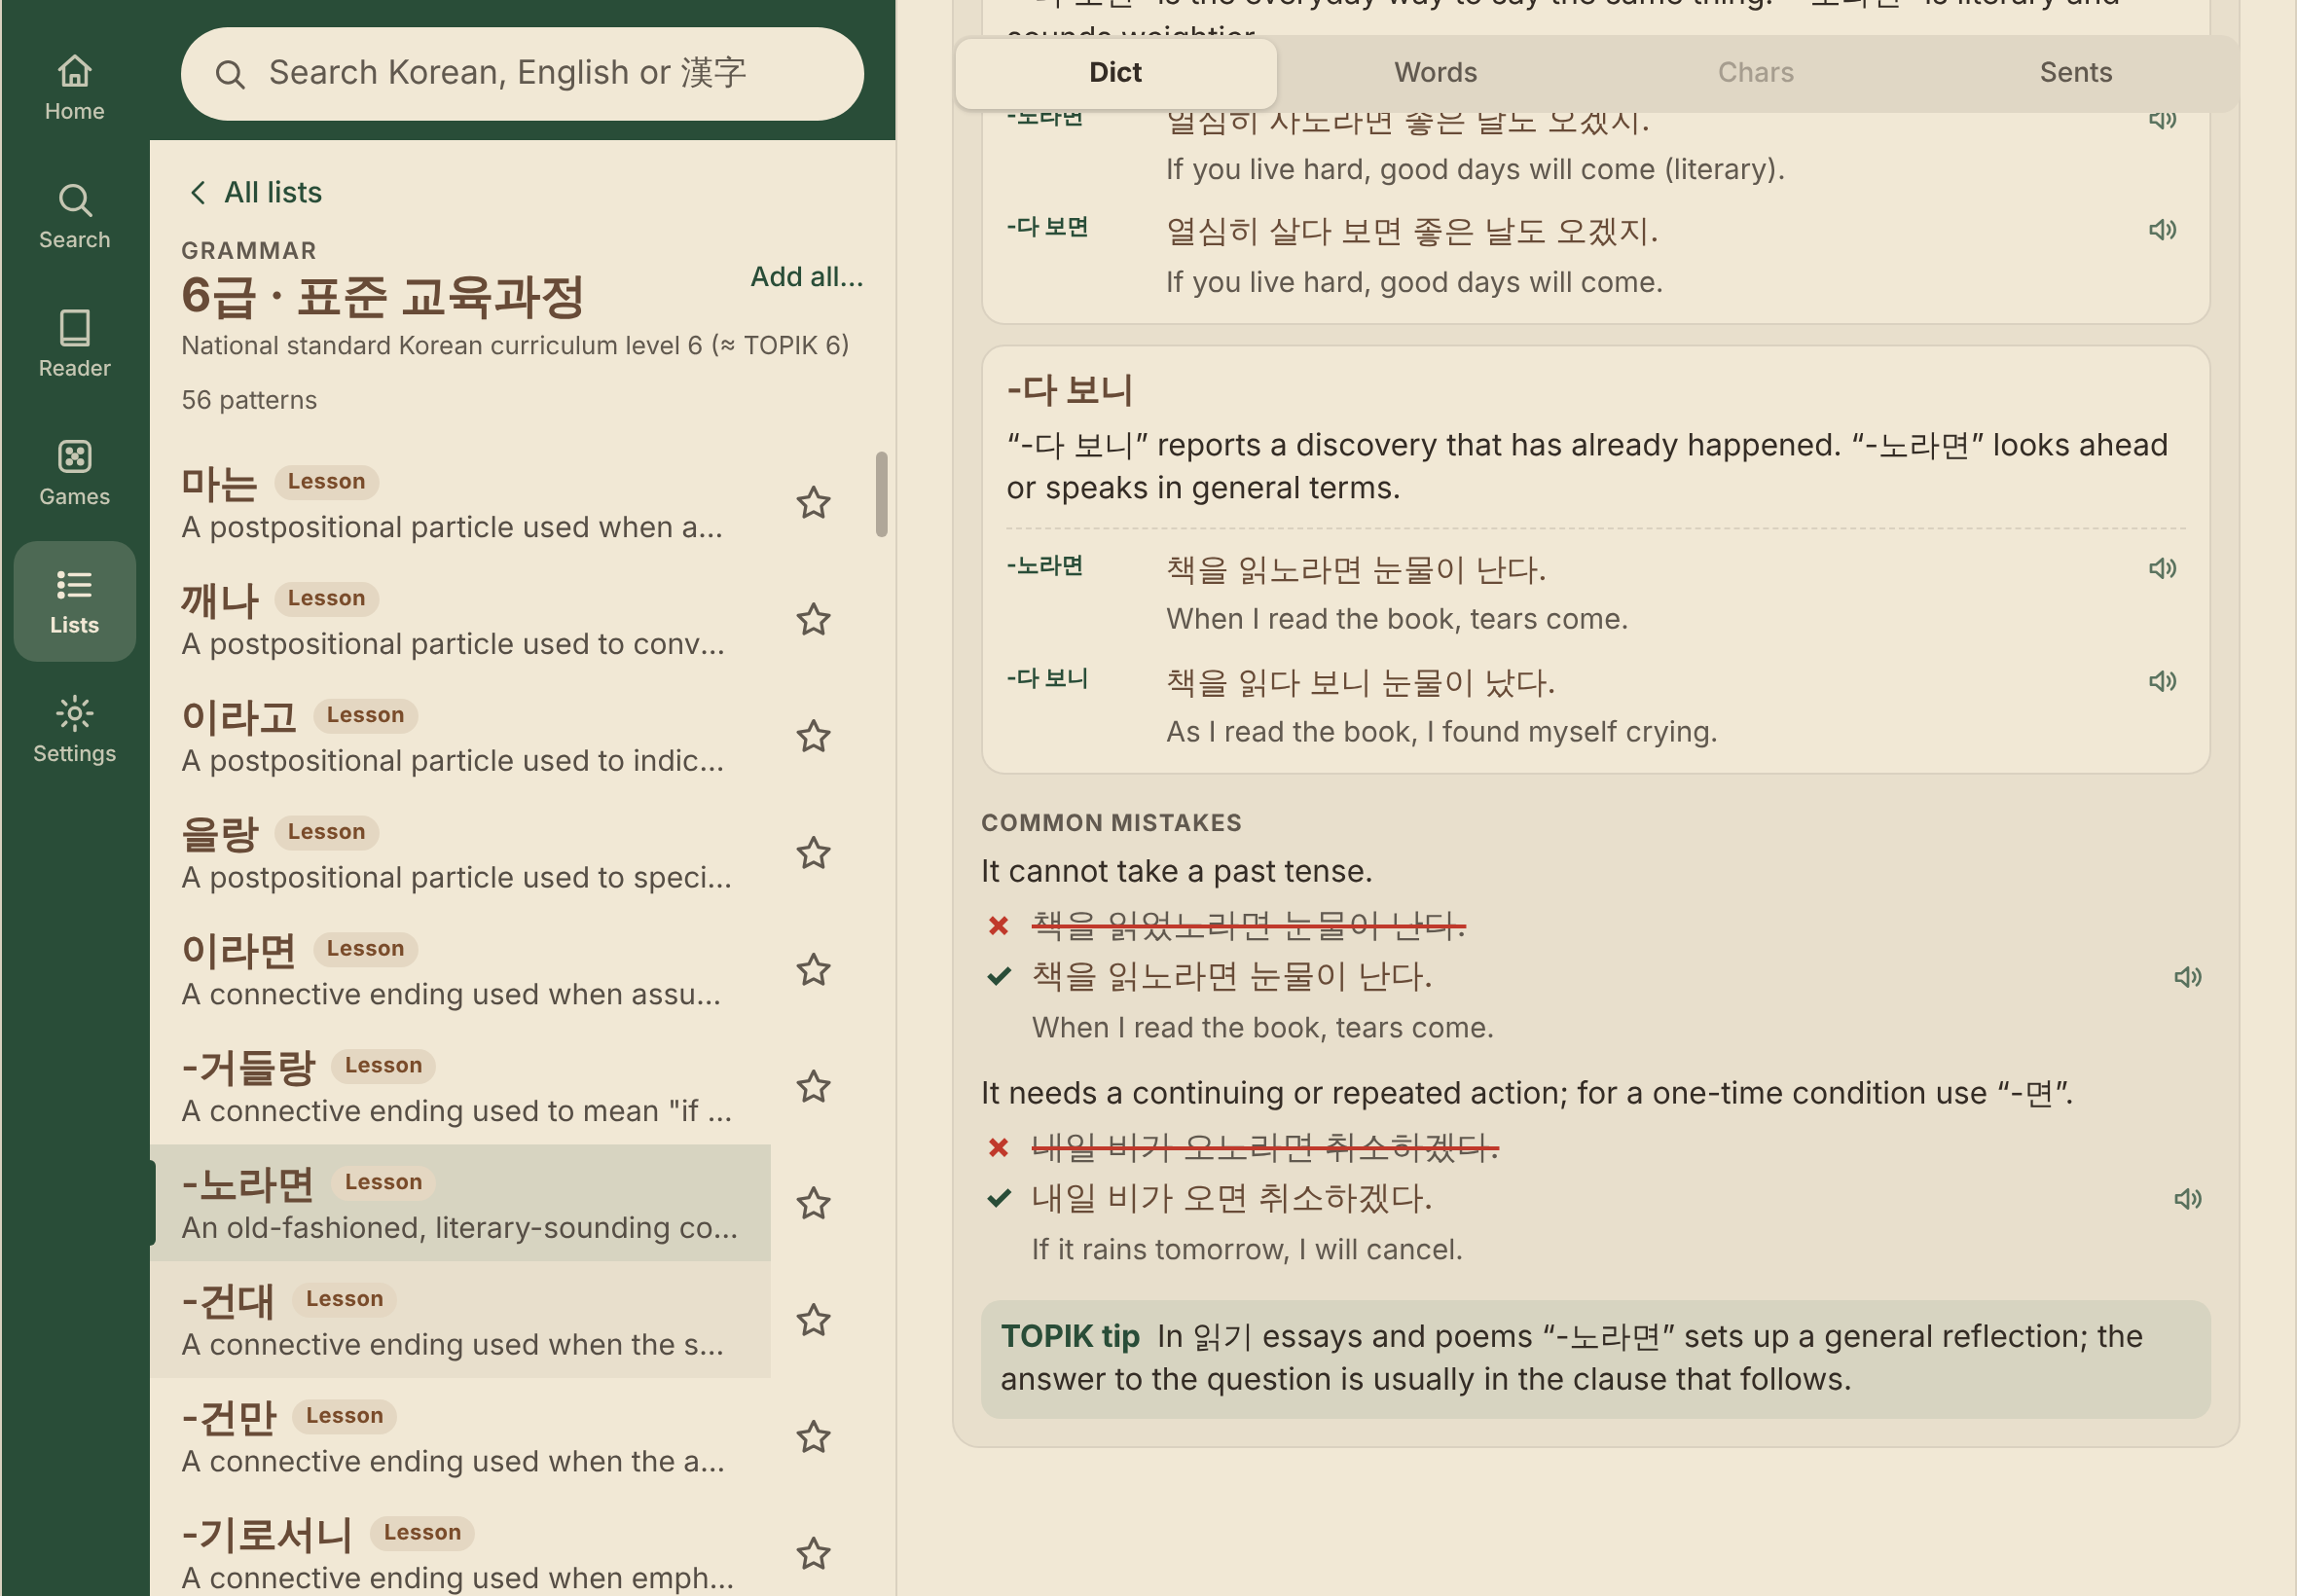 Home
Search
Reader
Games
Lists
Settings
Search Korean, English or 漢字
All lists
GRAMMAR
6급 · 표준 교육과정
Add all...
National standard Korean curriculum level 6 (≈ TOPIK 6)
56 patterns
마는 Lesson
A postpositional particle used when a...
깨나 Lesson
A postpositional particle used to conv...
이라고 Lesson
A postpositional particle used to indic...
을랑 Lesson
A postpositional particle used to speci...
이라면 Lesson
A connective ending used when assu...
-거들랑 Lesson
A connective ending used to mean "if ...
-노라면 Lesson
An old-fashioned, literary-sounding co...
-건대 Lesson
A connective ending used when the s...
-건만 Lesson
A connective ending used when the a...
-기로서니 Lesson
A connective ending used when emph...
Dict Words Chars Sents
-노라면 열심히 사노라면 좋은 날도 오겠지.
If you live hard, good days will come (literary).
-다 보면 열심히 살다 보면 좋은 날도 오겠지.
If you live hard, good days will come.
-다 보니
“-다 보니” reports a discovery that has already happened. “-노라면” looks ahead
or speaks in general terms.
-노라면 책을 읽노라면 눈물이 난다.
When I read the book, tears come.
-다 보니 책을 읽다 보니 눈물이 났다.
As I read the book, I found myself crying.
COMMON MISTAKES
It cannot take a past tense.
책을 읽었노라면 눈물이 난다.
책을 읽노라면 눈물이 난다.
When I read the book, tears come.
It needs a continuing or repeated action; for a one-time condition use “-면”.
내일 비가 오노라면 취소하겠다.
내일 비가 오면 취소하겠다.
If it rains tomorrow, I will cancel.
TOPIK tip In 읽기 essays and poems “-노라면” sets up a general reflection; the
answer to the question is usually in the clause that follows.